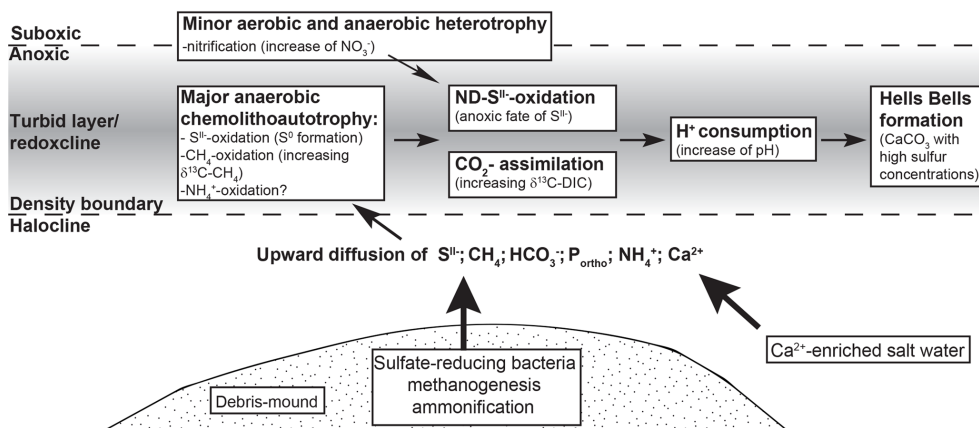 Suboxic
Anoxic
Minor aerobic and anaerobic heterotrophy
-nitrification (increase of NO₃⁻)
Turbid layer/
redoxcline
Major anaerobic
chemolithoautotrophy:
- Sᴵᴵ⁻-oxidation (S⁰ formation)
-CH₄-oxidation (increasing
δ¹³C-CH₄)
-NH₄⁺-oxidation?
ND-Sᴵᴵ⁻-oxidation
(anoxic fate of Sᴵᴵ⁻)
CO₂- assimilation
(increasing δ¹³C-DIC)
H⁺ consumption
(increase of pH)
Hells Bells
formation
(CaCO₃ with
high sulfur
concentrations)
Density boundary
Halocline
Upward diffusion of Sᴵᴵ⁻; CH₄; HCO₃⁻; Pₒᵣₜₕₒ; NH₄⁺; Ca²⁺
Ca²⁺-enriched salt water
Sulfate-reducing bacteria
methanogenesis
ammonification
Debris-mound